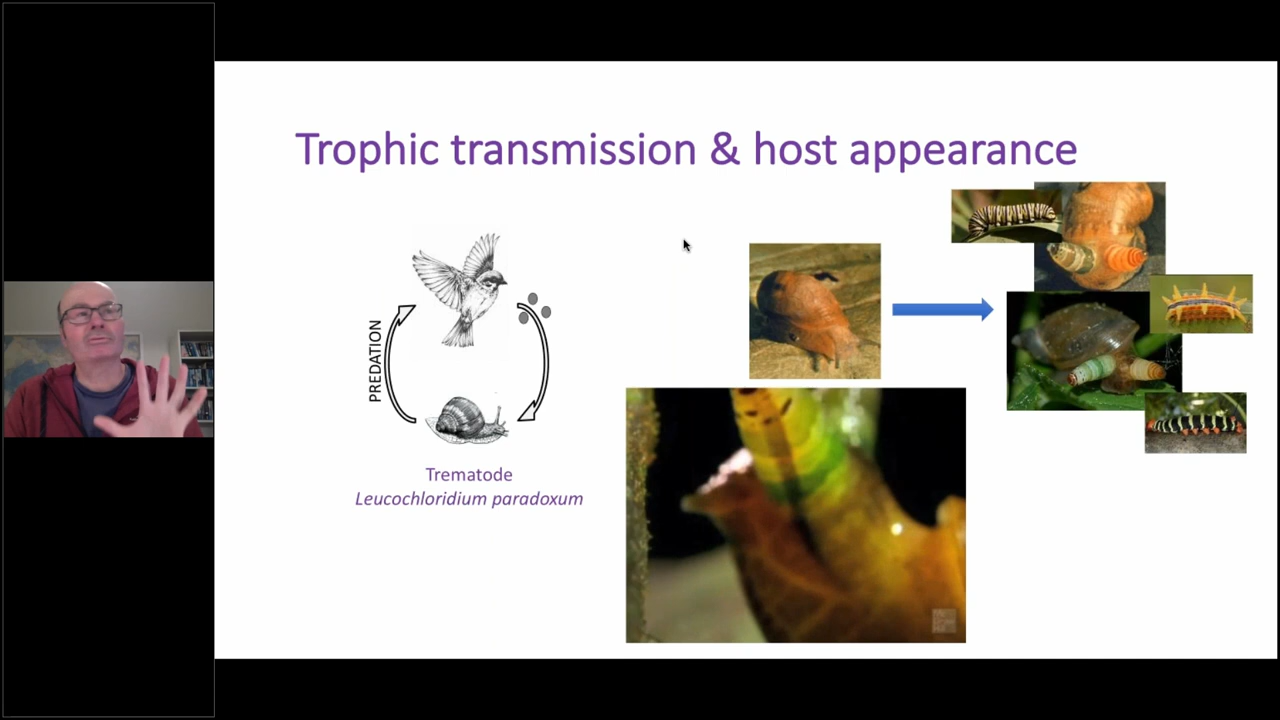 Trophic transmission & host appearance
PREDATION
Trematode
Leucochloridium paradoxum